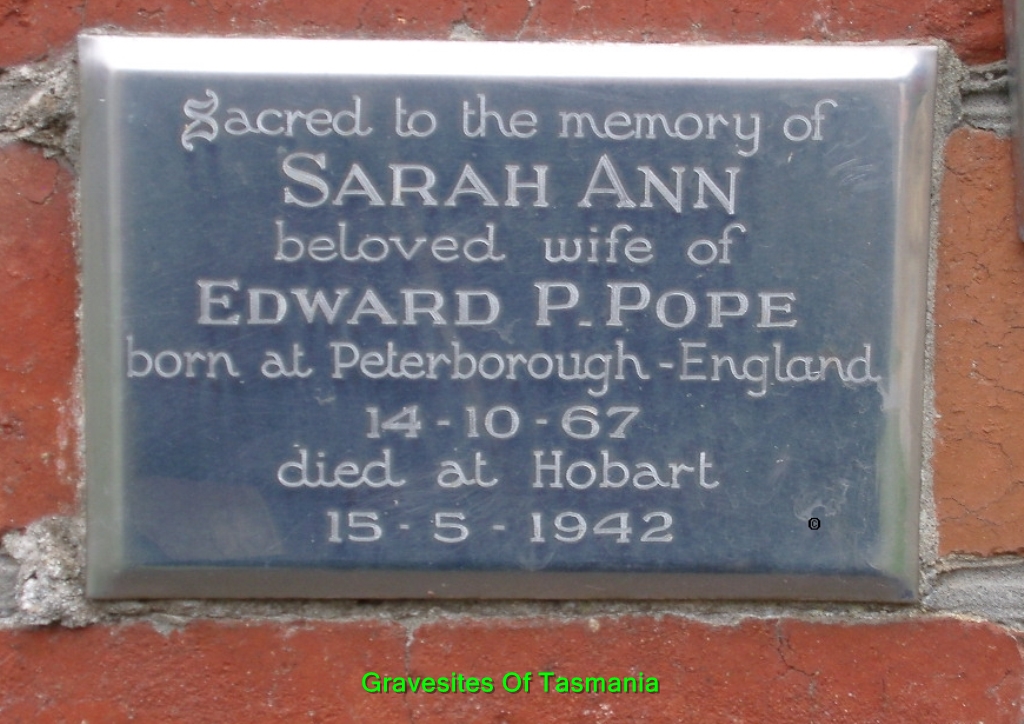 Sacred to the memory of
SARAH ANN
beloved wife of
EDWARD P. POPE
born at Peterborough-England
14-10-67
died at Hobart
15-5-1942
©
Gravesites Of Tasmania